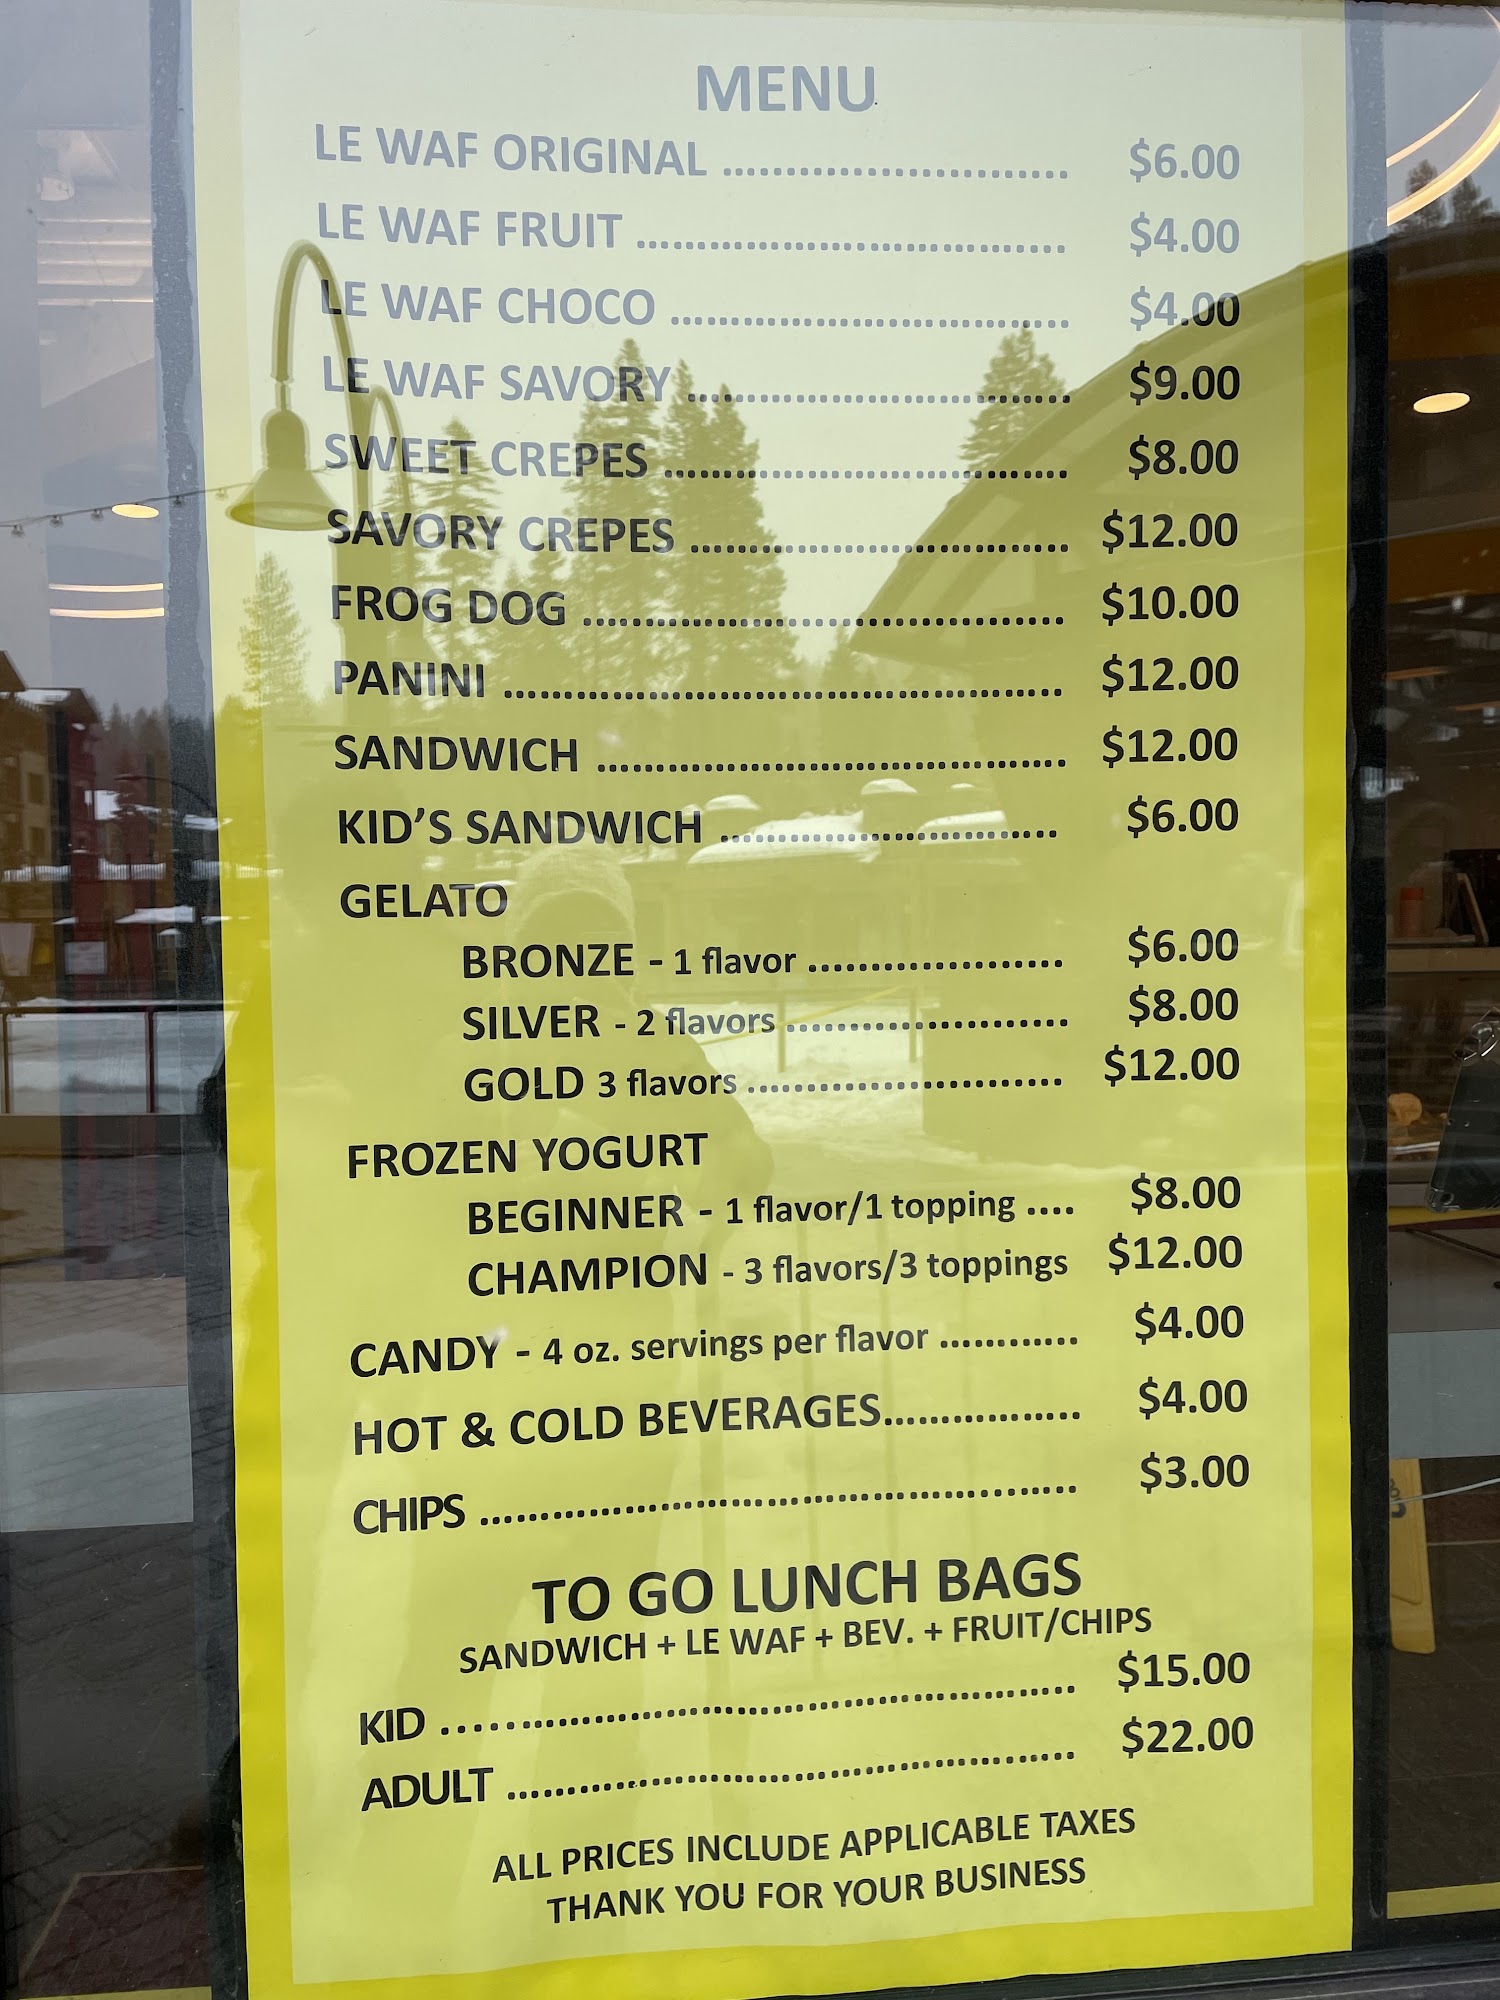 MENU
LE WAF ORIGINAL ........................... $6.00
LE WAF FRUIT ................................. $4.00
LE WAF CHOCO .............................. $4.00
LE WAF SAVORY ............................. $9.00
SWEET CREPES ............................... $8.00
SAVORY CREPES ............................. $12.00
FROG DOG ..................................... $10.00
PANINI .......................................... $12.00
SANDWICH .................................... $12.00
KID'S SANDWICH ........................... $6.00
GELATO
BRONZE - 1 flavor .................... $6.00
SILVER - 2 flavors ..................... $8.00
GOLD 3 flavors ........................ $12.00
FROZEN YOGURT
BEGINNER - 1 flavor/1 topping .... $8.00
CHAMPION - 3 flavors/3 toppings $12.00
CANDY - 4 oz. servings per flavor ............ $4.00
HOT & COLD BEVERAGES................. $4.00
CHIPS ............................................. $3.00
TO GO LUNCH BAGS
SANDWICH + LE WAF + BEV. + FRUIT/CHIPS
KID ................................................ $15.00
ADULT ........................................... $22.00
ALL PRICES INCLUDE APPLICABLE TAXES
THANK YOU FOR YOUR BUSINESS